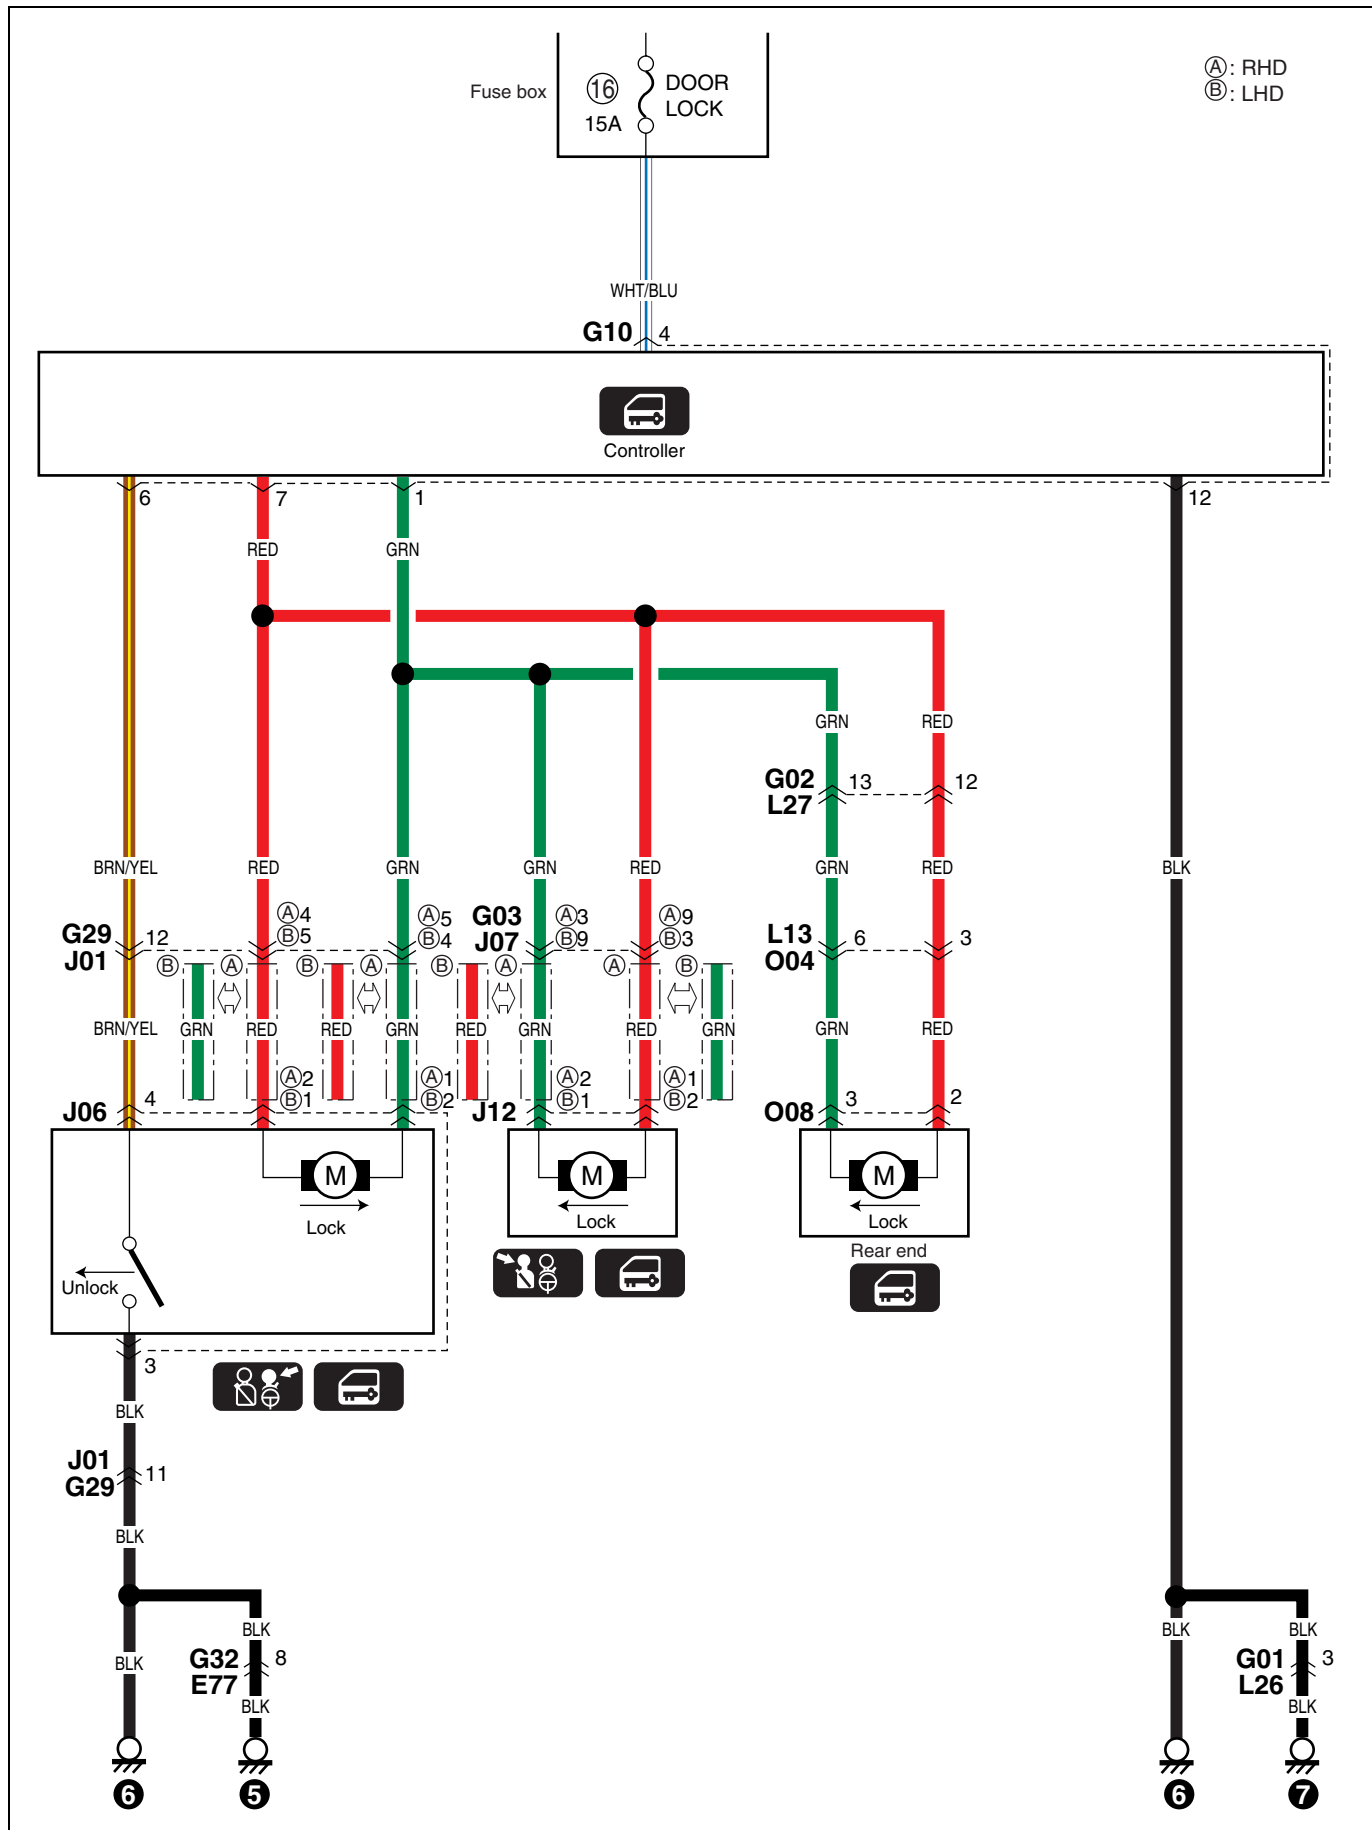 Ⓐ: RHD
Ⓑ: LHD
Fuse box
⑯ DOOR
LOCK
15A
WHT/BLU
G10 4
Controller
6 7 1 12
RED GRN
GRN RED
G02 13 12
L27
BRN/YEL RED GRN GRN RED GRN RED BLK
Ⓐ4 Ⓐ5 G03 Ⓐ3 Ⓐ9
G29 12 Ⓑ5 Ⓑ4 J07 Ⓑ9 Ⓑ3 L13 6 3
J01 O04
Ⓑ Ⓐ Ⓑ Ⓐ Ⓑ Ⓐ Ⓐ Ⓑ
BRN/YEL GRN RED RED GRN RED GRN RED GRN GRN RED
Ⓐ2 Ⓐ1 Ⓐ2 Ⓐ1
J06 4 Ⓑ1 Ⓑ2 J12 Ⓑ1 Ⓑ2 O08 3 2
M M M
Lock Lock Lock
Rear end
Unlock
3
BLK
J01 11
G29
BLK
BLK BLK BLK
BLK G32 8 G01 3
E77 L26
BLK BLK
❻ ❺ ❻ ❼